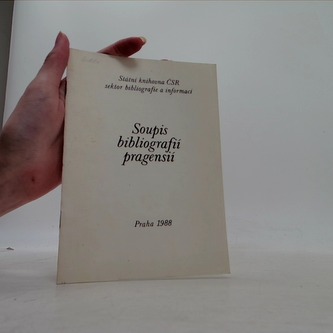 Státní knihovna ČSR
sektor bibliografie a informací
Soupis
bibliografií
pragensií
Praha 1988